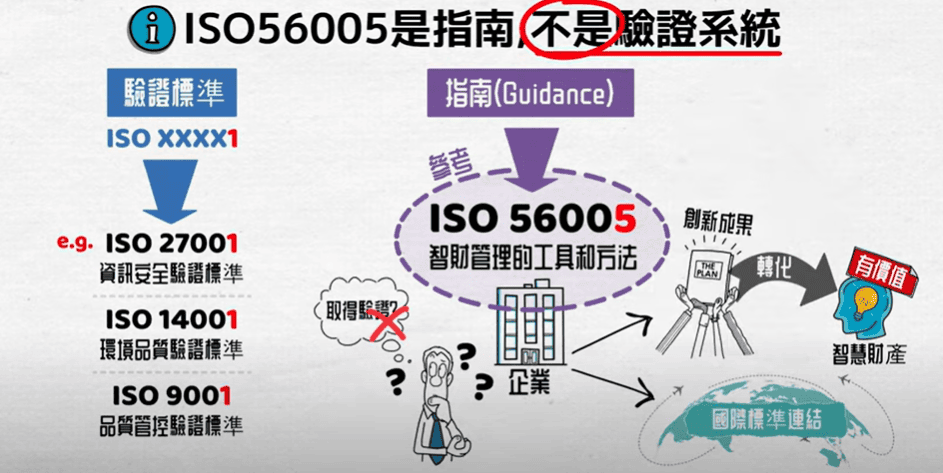 i ISO56005是指南,不是驗證系統
驗證標準
ISO XXXX1
e.g. ISO 27001
資訊安全驗證標準
ISO 14001
環境品質驗證標準
ISO 9001
品質管控驗證標準
指南(Guidance)
參考
ISO 56005
智財管理的工具和方法
取得驗證?
? ? ? ?
企業
創新成果
THE
PLAN
轉化
有價值
智慧財產
國際標準連結